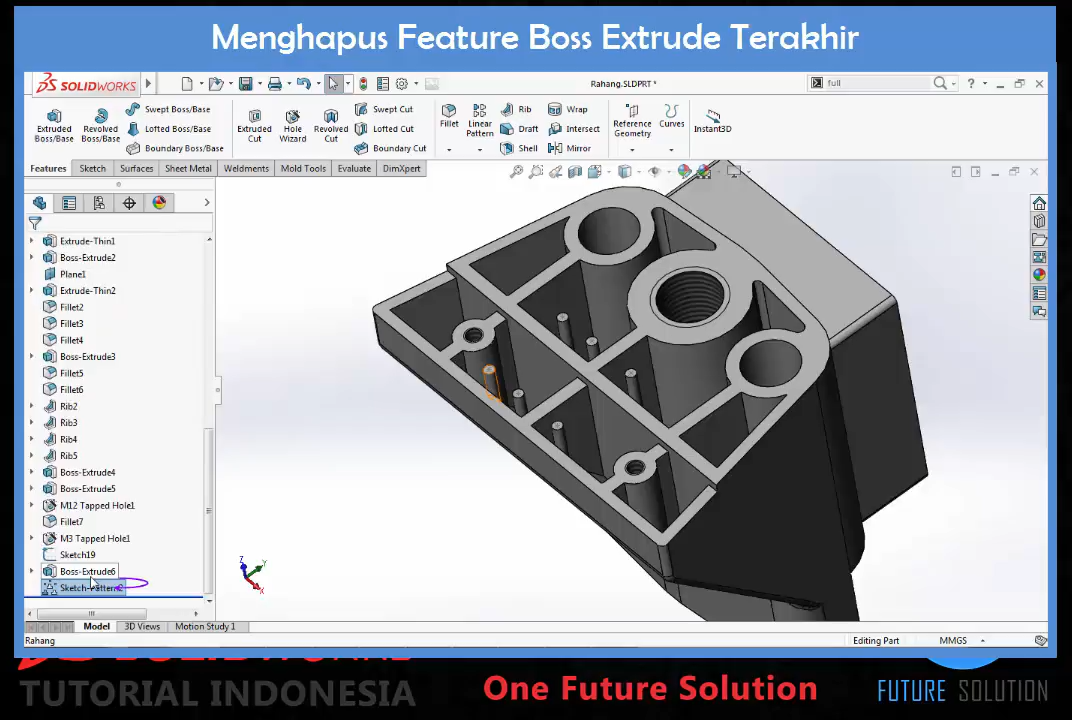 Menghapus Feature Boss Extrude Terakhir
SOLIDWORKS
Rahang.SLDPRT *
full
Extruded Boss/Base
Revolved Boss/Base
Swept Boss/Base
Lofted Boss/Base
Boundary Boss/Base
Extruded Cut
Hole Wizard
Revolved Cut
Swept Cut
Lofted Cut
Boundary Cut
Fillet
Linear Pattern
Rib
Draft
Shell
Wrap
Intersect
Mirror
Reference Geometry
Curves
Instant3D
Features
Sketch
Surfaces
Sheet Metal
Weldments
Mold Tools
Evaluate
DimXpert
Extrude-Thin1
Boss-Extrude2
Plane1
Extrude-Thin2
Fillet2
Fillet3
Fillet4
Boss-Extrude3
Fillet5
Fillet6
Rib2
Rib3
Rib4
Rib5
Boss-Extrude4
Boss-Extrude5
M12 Tapped Hole1
Fillet7
M3 Tapped Hole1
Sketch19
Boss-Extrude6
Z
Y
X
Model
3D Views
Motion Study 1
Rahang
Editing Part
MMGS
TUTORIAL INDONESIA
One Future Solution
FUTURE SOLUTION